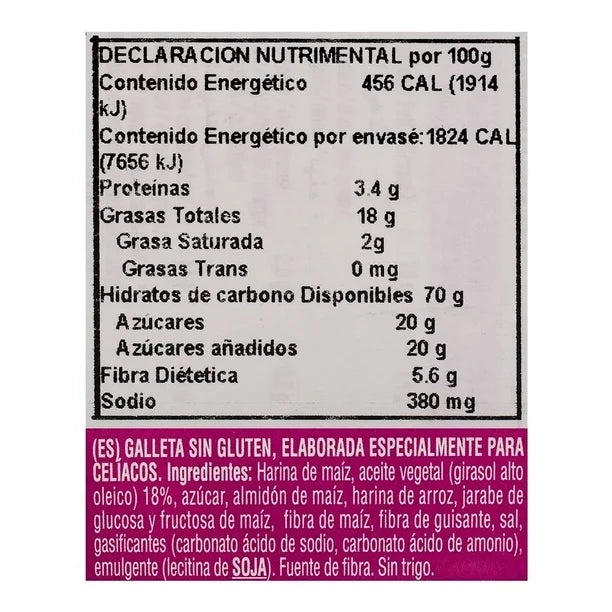 DECLARACION NUTRIMENTAL por 100g
Contenido Energético 456 CAL (1914
kJ)
Contenido Energético por envasé: 1824 CAL
(7656 kJ)
Proteínas 3.4 g
Grasas Totales 18 g
Grasa Saturada 2g
Grasas Trans 0 mg
Hidratos de carbono Disponibles 70 g
Azúcares 20 g
Azúcares añadidos 20 g
Fibra Diétetica 5.6 g
Sodio 380 mg
(ES) GALLETA SIN GLUTEN, ELABORADA ESPECIALMENTE PARA
CELÍACOS. Ingredientes: Harina de maíz, aceite vegetal (girasol alto
oleico) 18%, azúcar, almidón de maíz, harina de arroz, jarabe de
glucosa y fructosa de maíz, fibra de maíz, fibra de guisante, sal,
gasificantes (carbonato ácido de sodio, carbonato ácido de amonio),
emulgente (lecitina de SOJA). Fuente de fibra. Sin trigo.